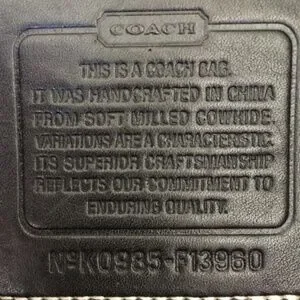 COACH
THIS IS A COACH BAG.
IT WAS HANDCRAFTED IN CHINA
FROM SOFT MILLED COWHIDE.
VARIATIONS ARE A CHARACTERISTIC.
ITS SUPERIOR CRAFTSMANSHIP
REFLECTS OUR COMMITMENT TO
ENDURING QUALITY.
Nº K0985-F13960